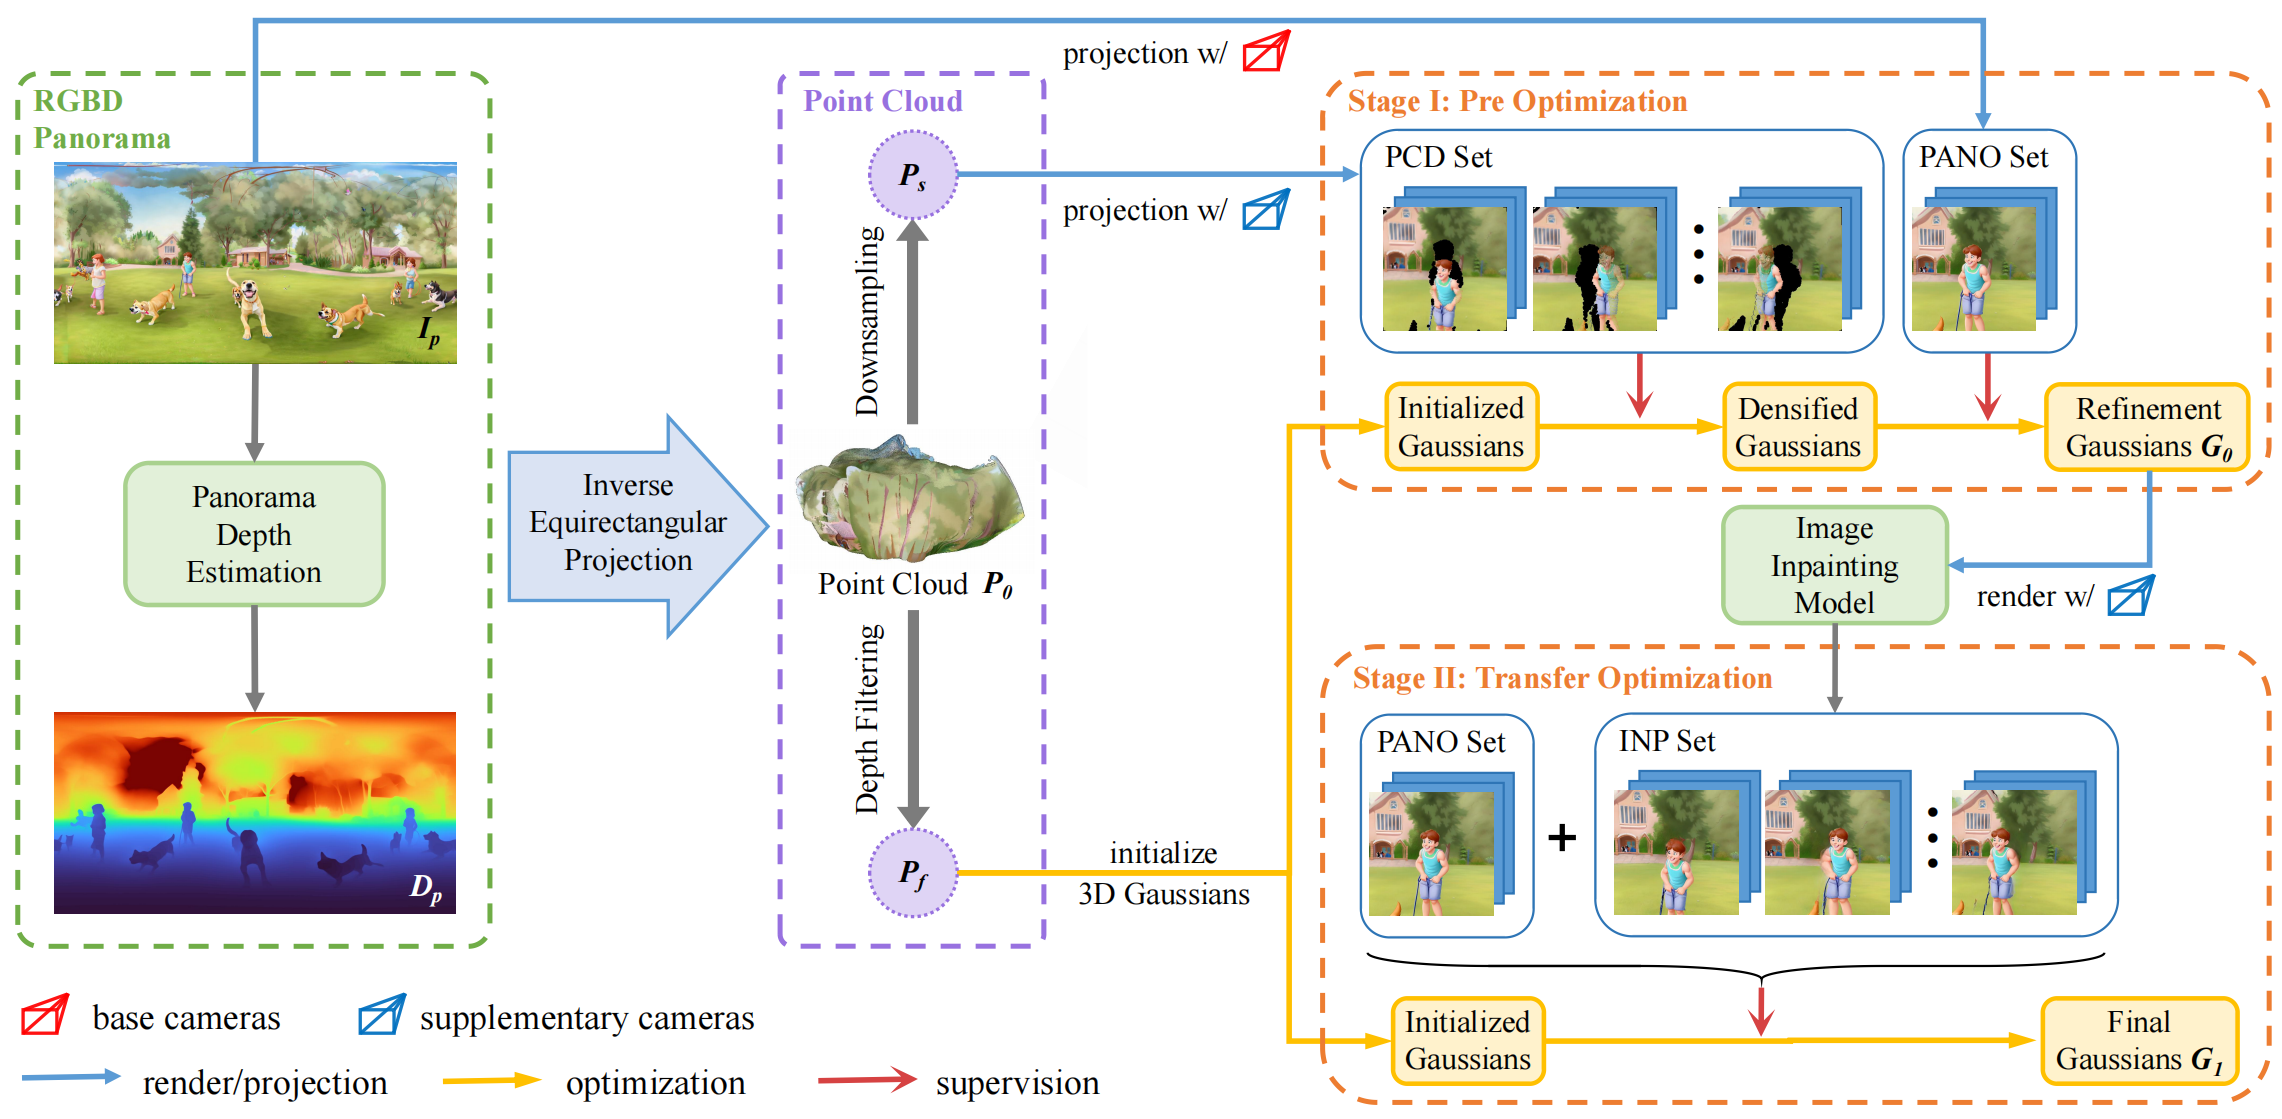 projection w/
RGBD
Panorama
I_p
Panorama
Depth
Estimation
D_p
Inverse
Equirectangular
Projection
Point Cloud
P_s
Downsampling
Point Cloud P_0
Depth Filtering
P_f
projection w/
initialize
3D Gaussians
Stage I: Pre Optimization
PCD Set
PANO Set
Initialized
Gaussians
Densified
Gaussians
Refinement
Gaussians G_0
Image
Inpainting
Model
render w/
Stage II: Transfer Optimization
PANO Set
+
INP Set
Initialized
Gaussians
Final
Gaussians G_1
base cameras
supplementary cameras
render/projection
optimization
supervision